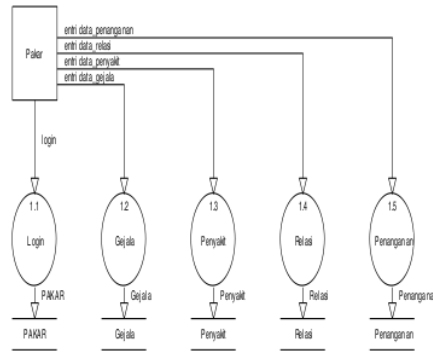 entri data_penanganan
entri data_relasi
Pakar
entri data_penyakit
entri data_gejala
login
1.1
1.2
1.3
1.4
1.5
Login
Gejala
Penyakit
Relasi
Penanganan
PAKAR
Gejala
Penyakit
Relasi
Penangana
PAKAR
Gejala
Penyakit
Relasi
Penanganan